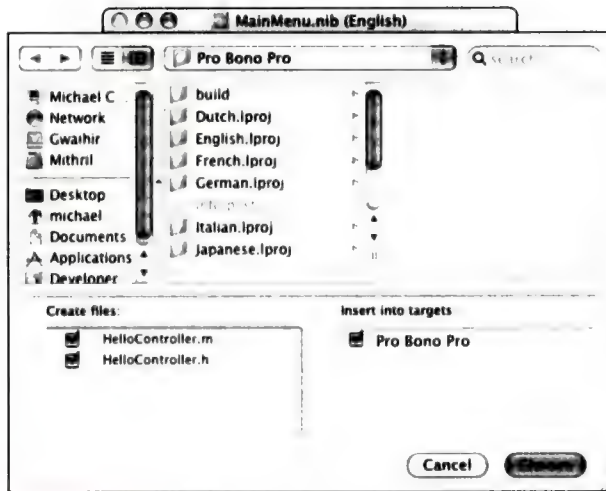 MainMenu.nib (English)
Pro Bono Pro
search
Michael C
Network
Gwaihir
Mithril
Desktop
michael
Documents
Applications
Developer
build
Dutch.lproj
English.lproj
French.lproj
German.lproj
Italian.lproj
Japanese.lproj
Create files:
HelloController.m
HelloController.h
Insert into targets
Pro Bono Pro
Cancel
Choose